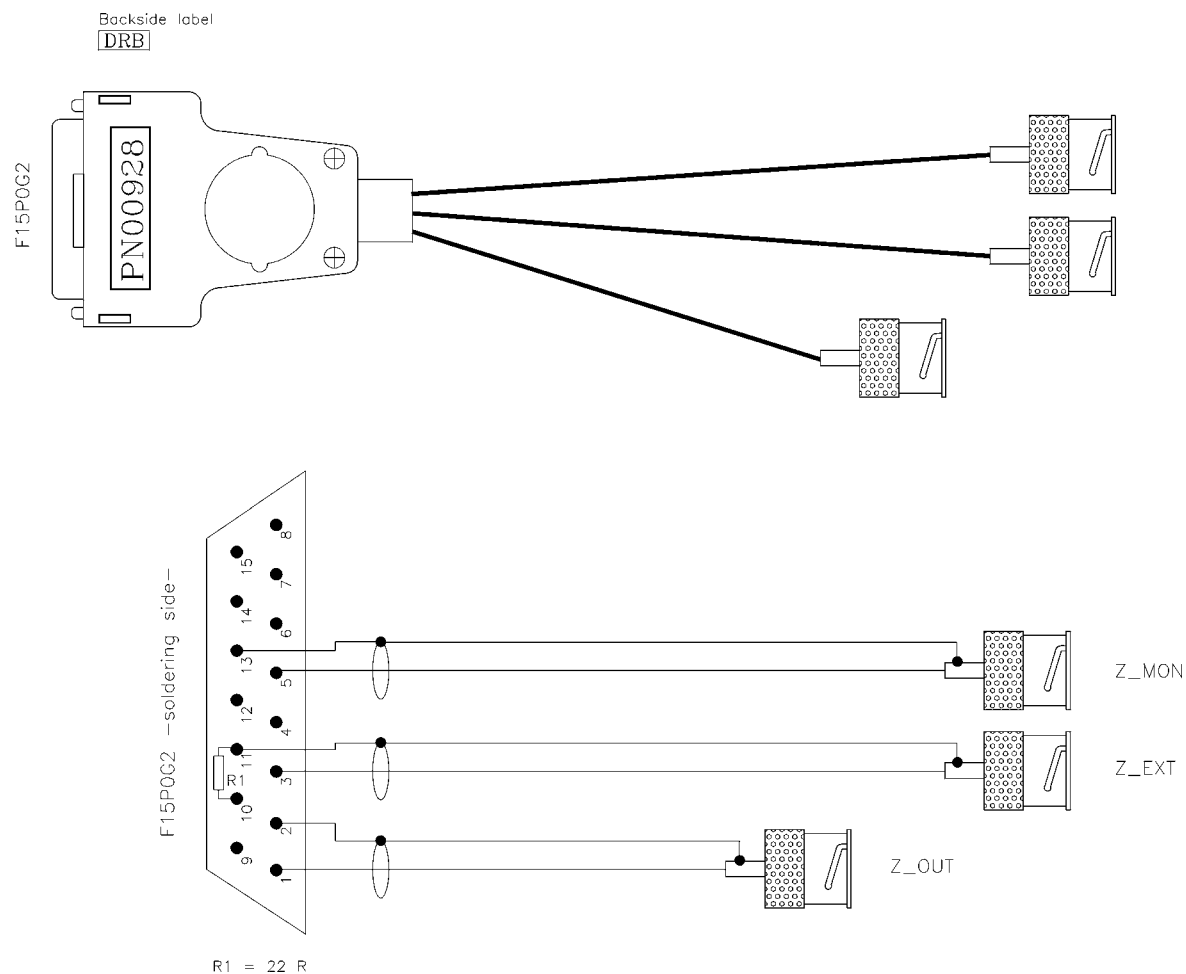 Backside label
DRB
F15P0G2
PN00928
F15P0G2 -soldering side-
8
15
7
14
6
13
5
12
4
11
R1
3
10
2
9
1
Z_MON
Z_EXT
Z_OUT
R1 = 22 R